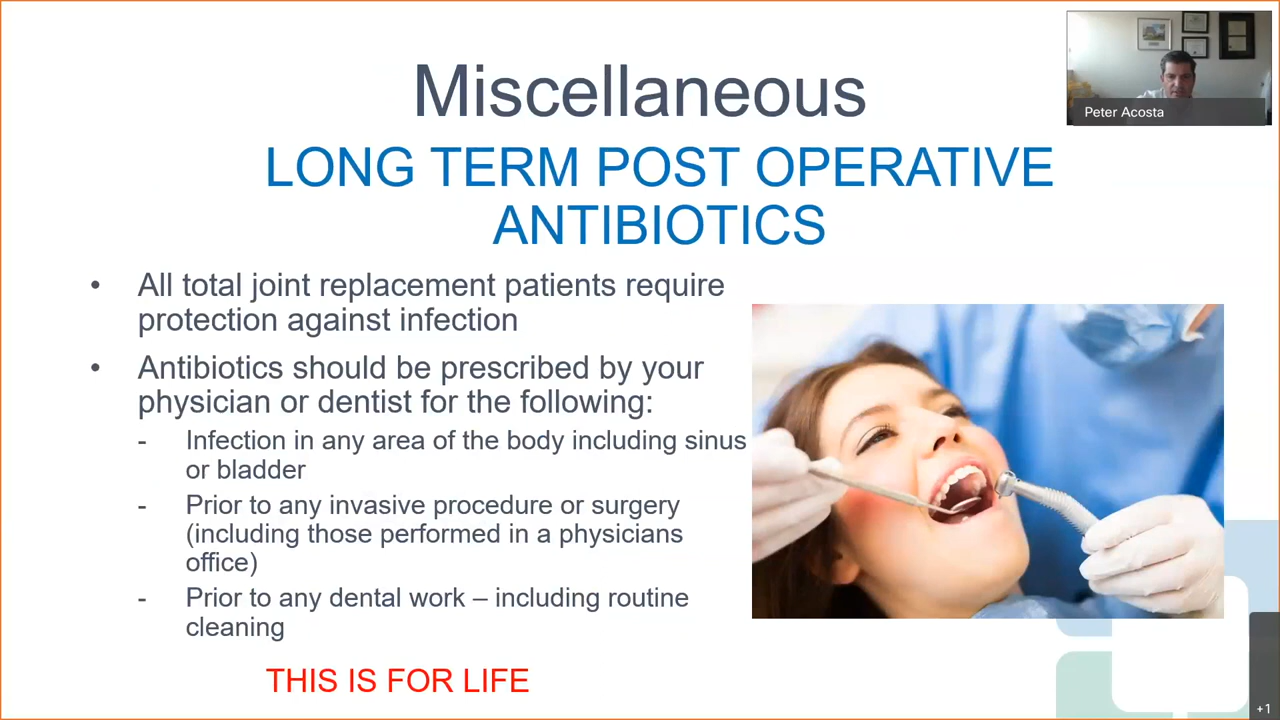 Miscellaneous
Peter Acosta
LONG TERM POST OPERATIVE
ANTIBIOTICS
• All total joint replacement patients require
protection against infection
• Antibiotics should be prescribed by your
physician or dentist for the following:
- Infection in any area of the body including sinus
or bladder
- Prior to any invasive procedure or surgery
(including those performed in a physicians
office)
- Prior to any dental work – including routine
cleaning
THIS IS FOR LIFE
+1